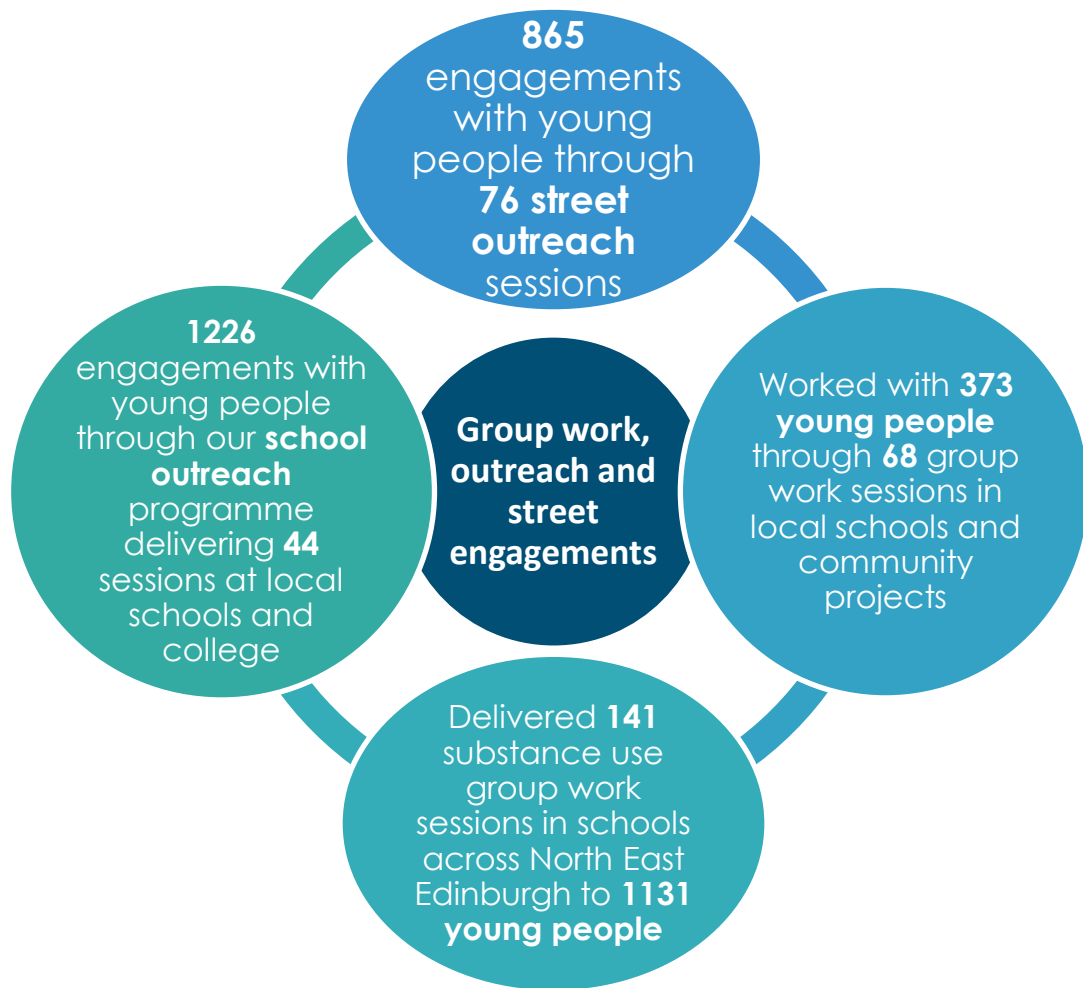 865
engagements
with young
people through
76 street
outreach
sessions
1226
engagements with
young people
through our school
outreach
programme
delivering 44
sessions at local
schools and
college
Group work,
outreach and
street
engagements
Worked with 373
young people
through 68 group
work sessions in
local schools and
community
projects
Delivered 141
substance use
group work
sessions in schools
across North East
Edinburgh to 1131
young people